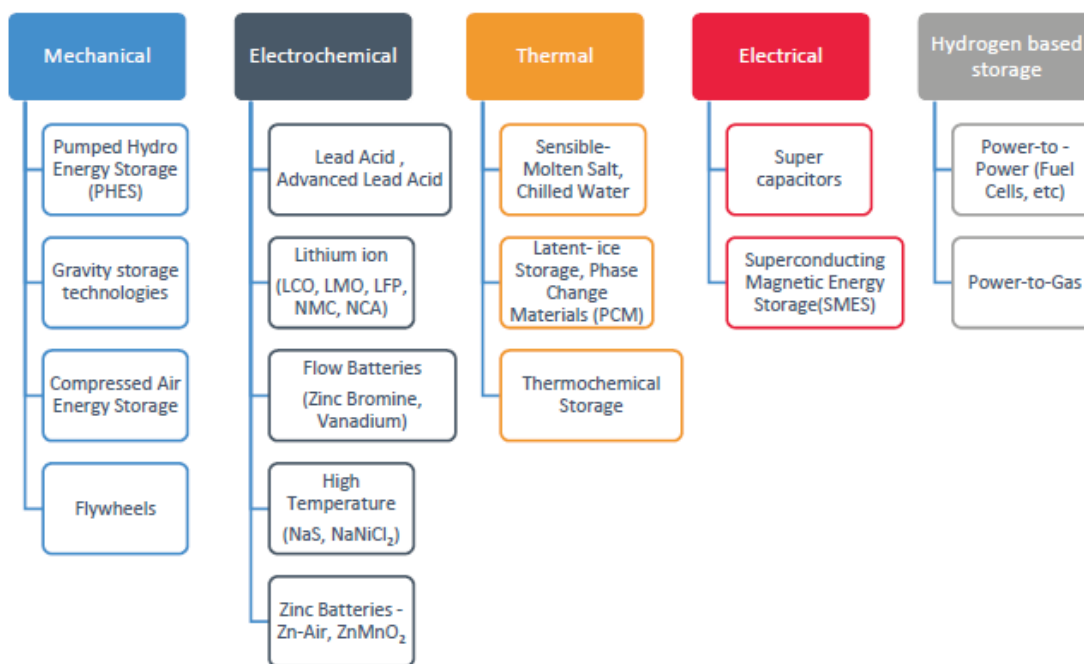 Mechanical
Pumped Hydro
Energy Storage
(PHES)
Gravity storage
technologies
Compressed Air
Energy Storage
Flywheels
Electrochemical
Lead Acid ,
Advanced Lead Acid
Lithium ion
(LCO, LMO, LFP,
NMC, NCA)
Flow Batteries
(Zinc Bromine,
Vanadium)
High
Temperature
(NaS, NaNiCl₂)
Zinc Batteries -
Zn-Air, ZnMnO₂
Thermal
Sensible-
Molten Salt,
Chilled Water
Latent- ice
Storage, Phase
Change
Materials (PCM)
Thermochemical
Storage
Electrical
Super
capacitors
Superconducting
Magnetic Energy
Storage(SMES)
Hydrogen based
storage
Power-to -
Power (Fuel
Cells, etc)
Power-to-Gas